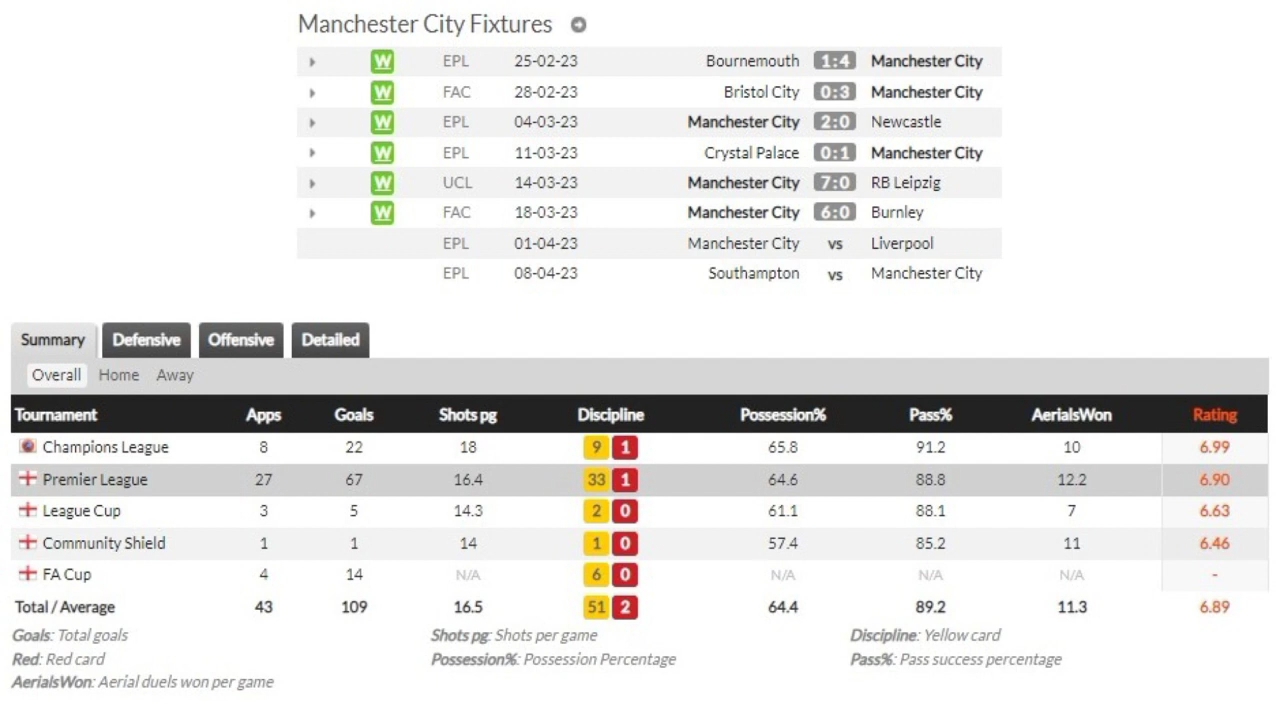 Manchester City Fixtures
W EPL 25-02-23 Bournemouth 1:4 Manchester City
W FAC 28-02-23 Bristol City 0:3 Manchester City
W EPL 04-03-23 Manchester City 2:0 Newcastle
W EPL 11-03-23 Crystal Palace 0:1 Manchester City
W UCL 14-03-23 Manchester City 7:0 RB Leipzig
W FAC 18-03-23 Manchester City 6:0 Burnley
EPL 01-04-23 Manchester City vs Liverpool
EPL 08-04-23 Southampton vs Manchester City
Summary Defensive Offensive Detailed
Overall Home Away
Tournament Apps Goals Shots pg Discipline Possession% Pass% AerialsWon Rating
Champions League 8 22 18 9 1 65.8 91.2 10 6.99
Premier League 27 67 16.4 33 1 64.6 88.8 12.2 6.90
League Cup 3 5 14.3 2 0 61.1 88.1 7 6.63
Community Shield 1 1 14 1 0 57.4 85.2 11 6.46
FA Cup 4 14 N/A 6 0 N/A N/A N/A -
Total / Average 43 109 16.5 51 2 64.4 89.2 11.3 6.89
Goals: Total goals Shots pg: Shots per game Discipline: Yellow card
Red: Red card Possession%: Possession Percentage Pass%: Pass success percentage
AerialsWon: Aerial duels won per game